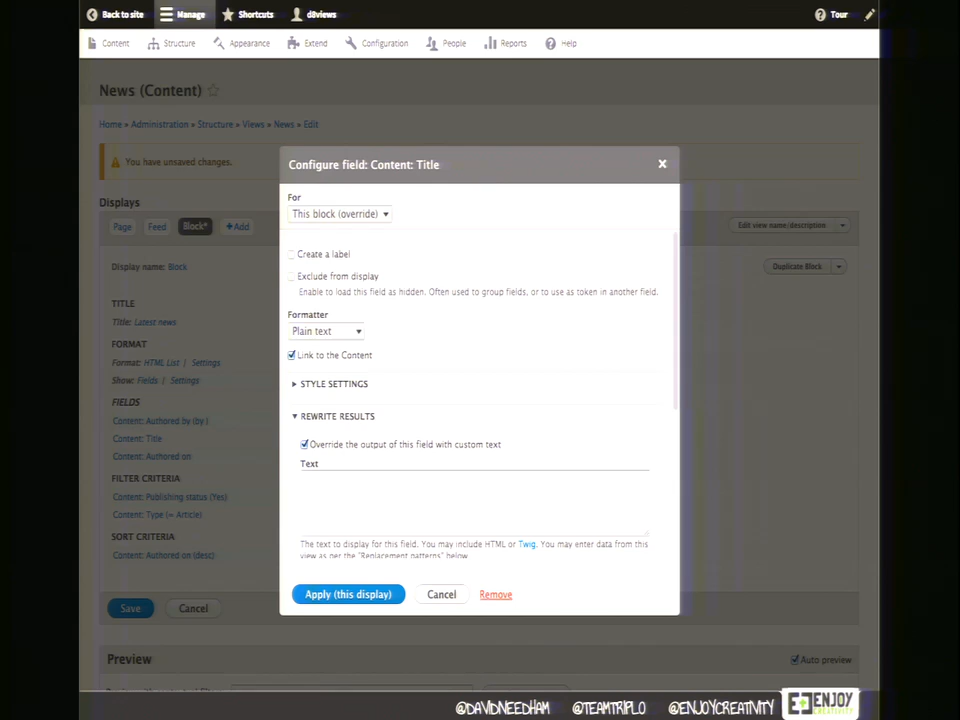 Back to site Manage Shortcuts d8views Tour
Content Structure Appearance Extend Configuration People Reports Help
News (Content)
Home » Administration » Structure » Views » News » Edit
You have unsaved changes.
Displays
Page Feed Block* +Add Edit view name/description
Display name: Block Duplicate Block
TITLE
Title: Latest news
FORMAT
Format: HTML List | Settings
Show: Fields | Settings
FIELDS
Content: Authored by (by )
Content: Title
Content: Authored on
FILTER CRITERIA
Content: Publishing status (Yes)
Content: Type (= Article)
SORT CRITERIA
Content: Authored on (desc)
Save Cancel
Configure field: Content: Title x
For
This block (override)
Create a label
Exclude from display
Enable to load this field as hidden. Often used to group fields, or to use as token in another field.
Formatter
Plain text
Link to the Content
STYLE SETTINGS
REWRITE RESULTS
Override the output of this field with custom text
Text
The text to display for this field. You may include HTML or Twig. You may enter data from this
view as per the "Replacement patterns" below.
Apply (this display) Cancel Remove
Preview Auto preview
@DAVIDNEEDHAM @TEAMTRIPLO @ENJOYCREATIVITY ENJOY
CREATIVITY